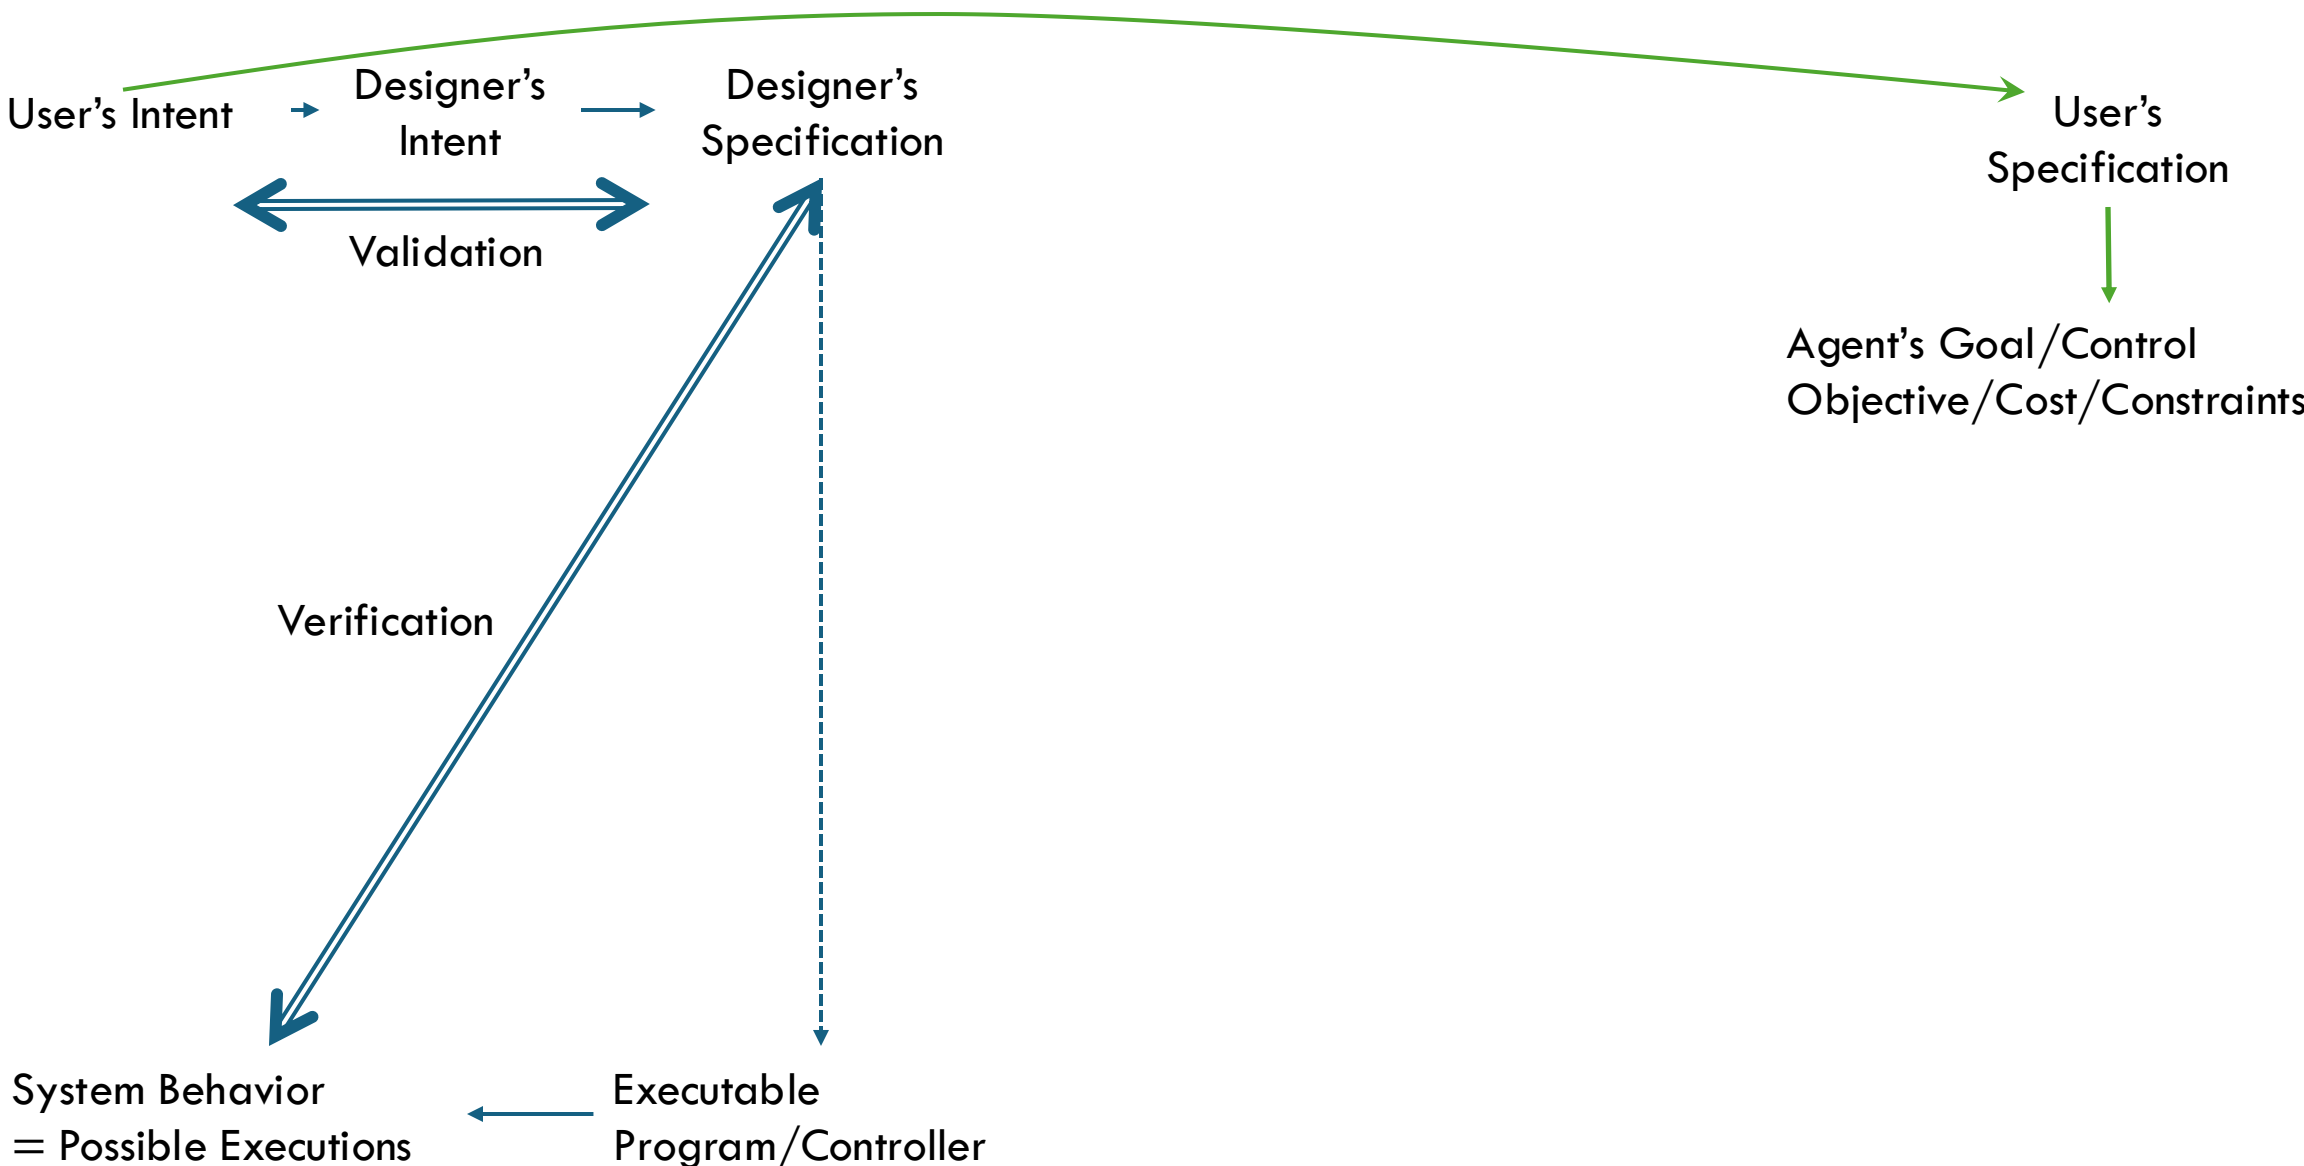 User's Intent
Designer's
Intent
Designer's
Specification
User's
Specification
Validation
Agent's Goal/Control
Objective/Cost/Constraints
Verification
System Behavior
= Possible Executions
Executable
Program/Controller